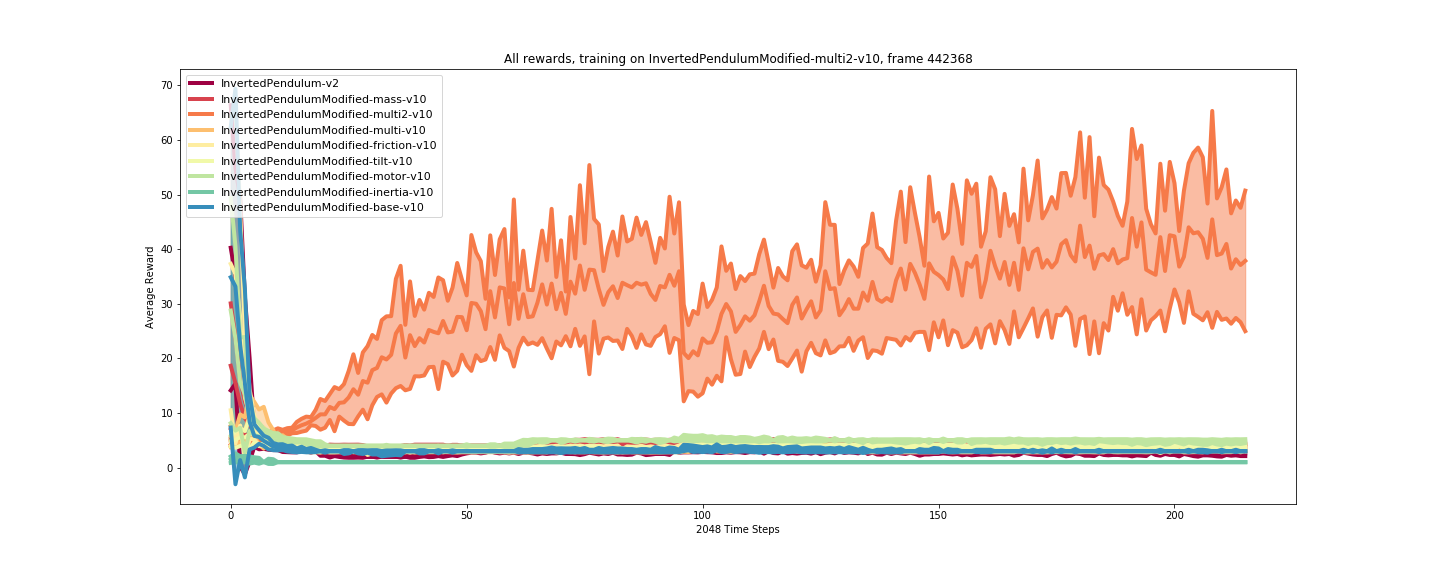 All rewards, training on InvertedPendulumModified-multi2-v10, frame 442368
InvertedPendulum-v2
InvertedPendulumModified-mass-v10
InvertedPendulumModified-multi2-v10
InvertedPendulumModified-multi-v10
InvertedPendulumModified-friction-v10
InvertedPendulumModified-tilt-v10
InvertedPendulumModified-motor-v10
InvertedPendulumModified-inertia-v10
InvertedPendulumModified-base-v10
70
60
50
40
30
20
10
0
Average Reward
0 50 100 150 200
2048 Time Steps